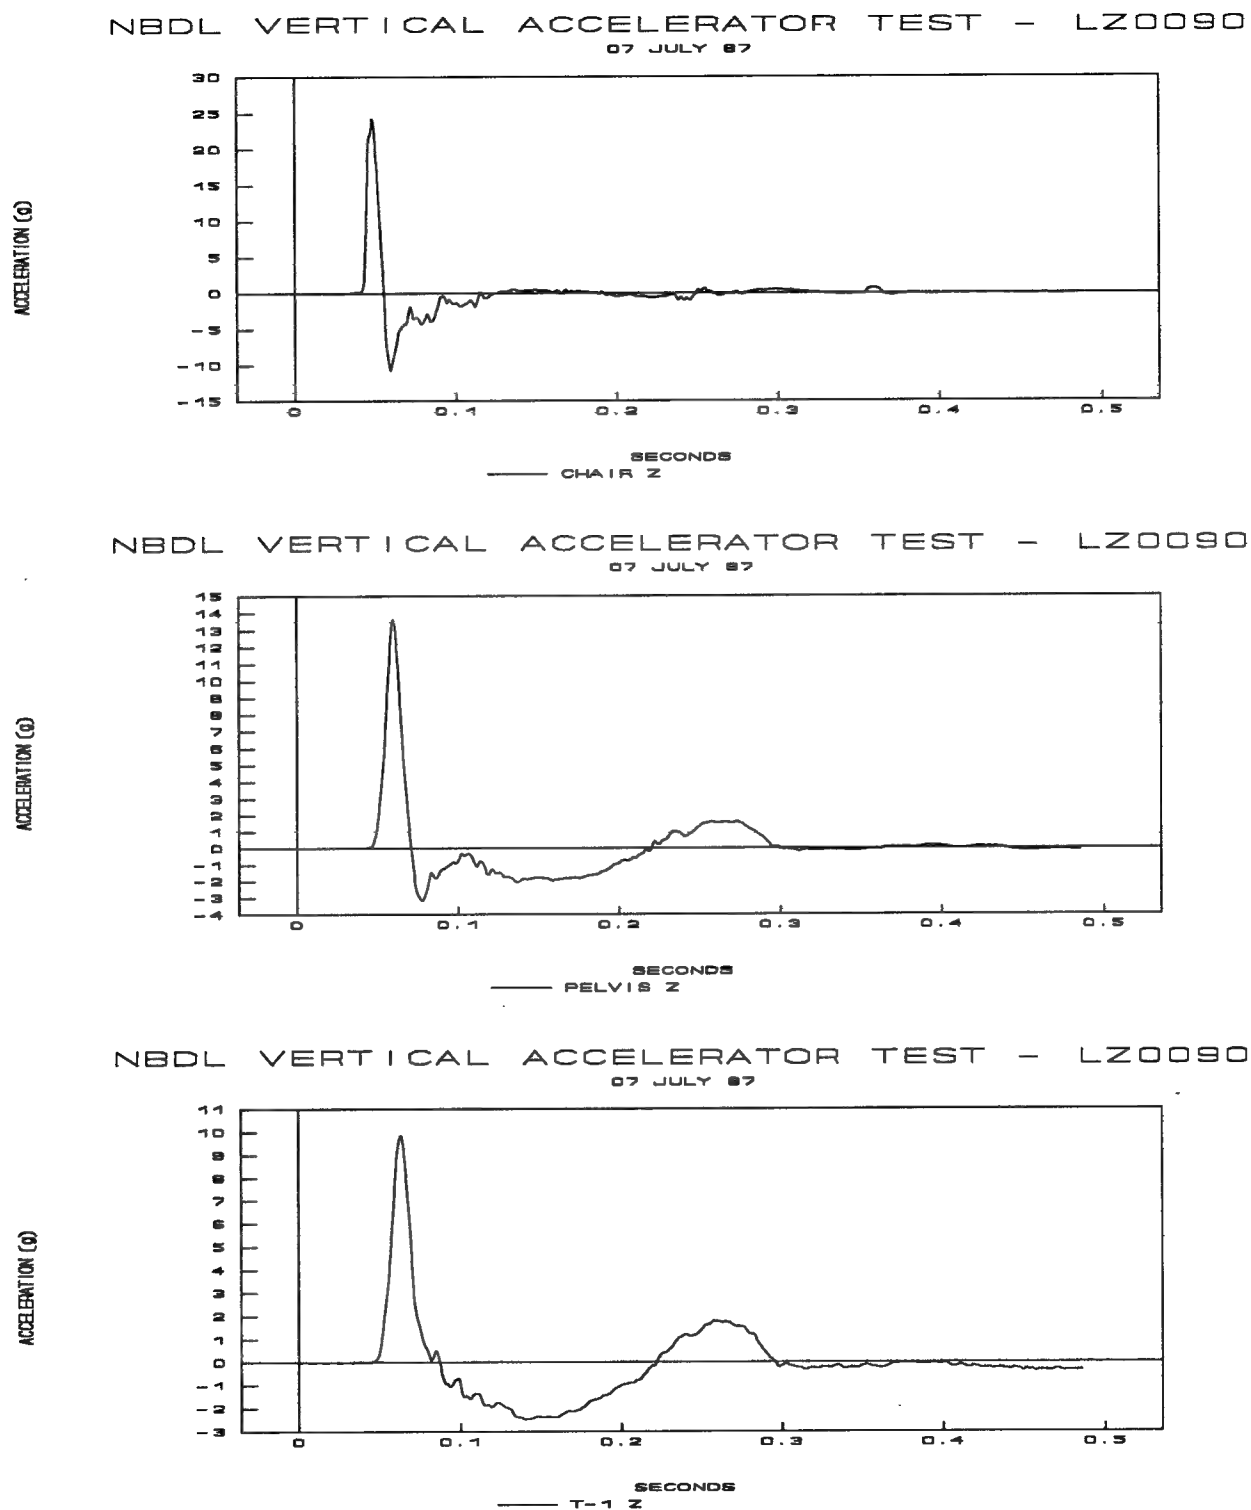 NBDL VERTICAL ACCELERATOR TEST - LZ0090
07 JULY 87
30
25
20
15
10
5
0
-5
-10
-15
ACCELERATION (g)
0 0.1 0.2 0.3 0.4 0.5
SECONDS
CHAIR Z
NBDL VERTICAL ACCELERATOR TEST - LZ0090
07 JULY 87
15
14
13
12
11
10
9
8
7
6
5
4
3
2
1
0
-1
-2
-3
-4
ACCELERATION (g)
0 0.1 0.2 0.3 0.4 0.5
SECONDS
PELVIS Z
NBDL VERTICAL ACCELERATOR TEST - LZ0090
07 JULY 87
11
10
9
8
7
6
5
4
3
2
1
0
-1
-2
-3
ACCELERATION (g)
0 0.1 0.2 0.3 0.4 0.5
SECONDS
T-1 Z